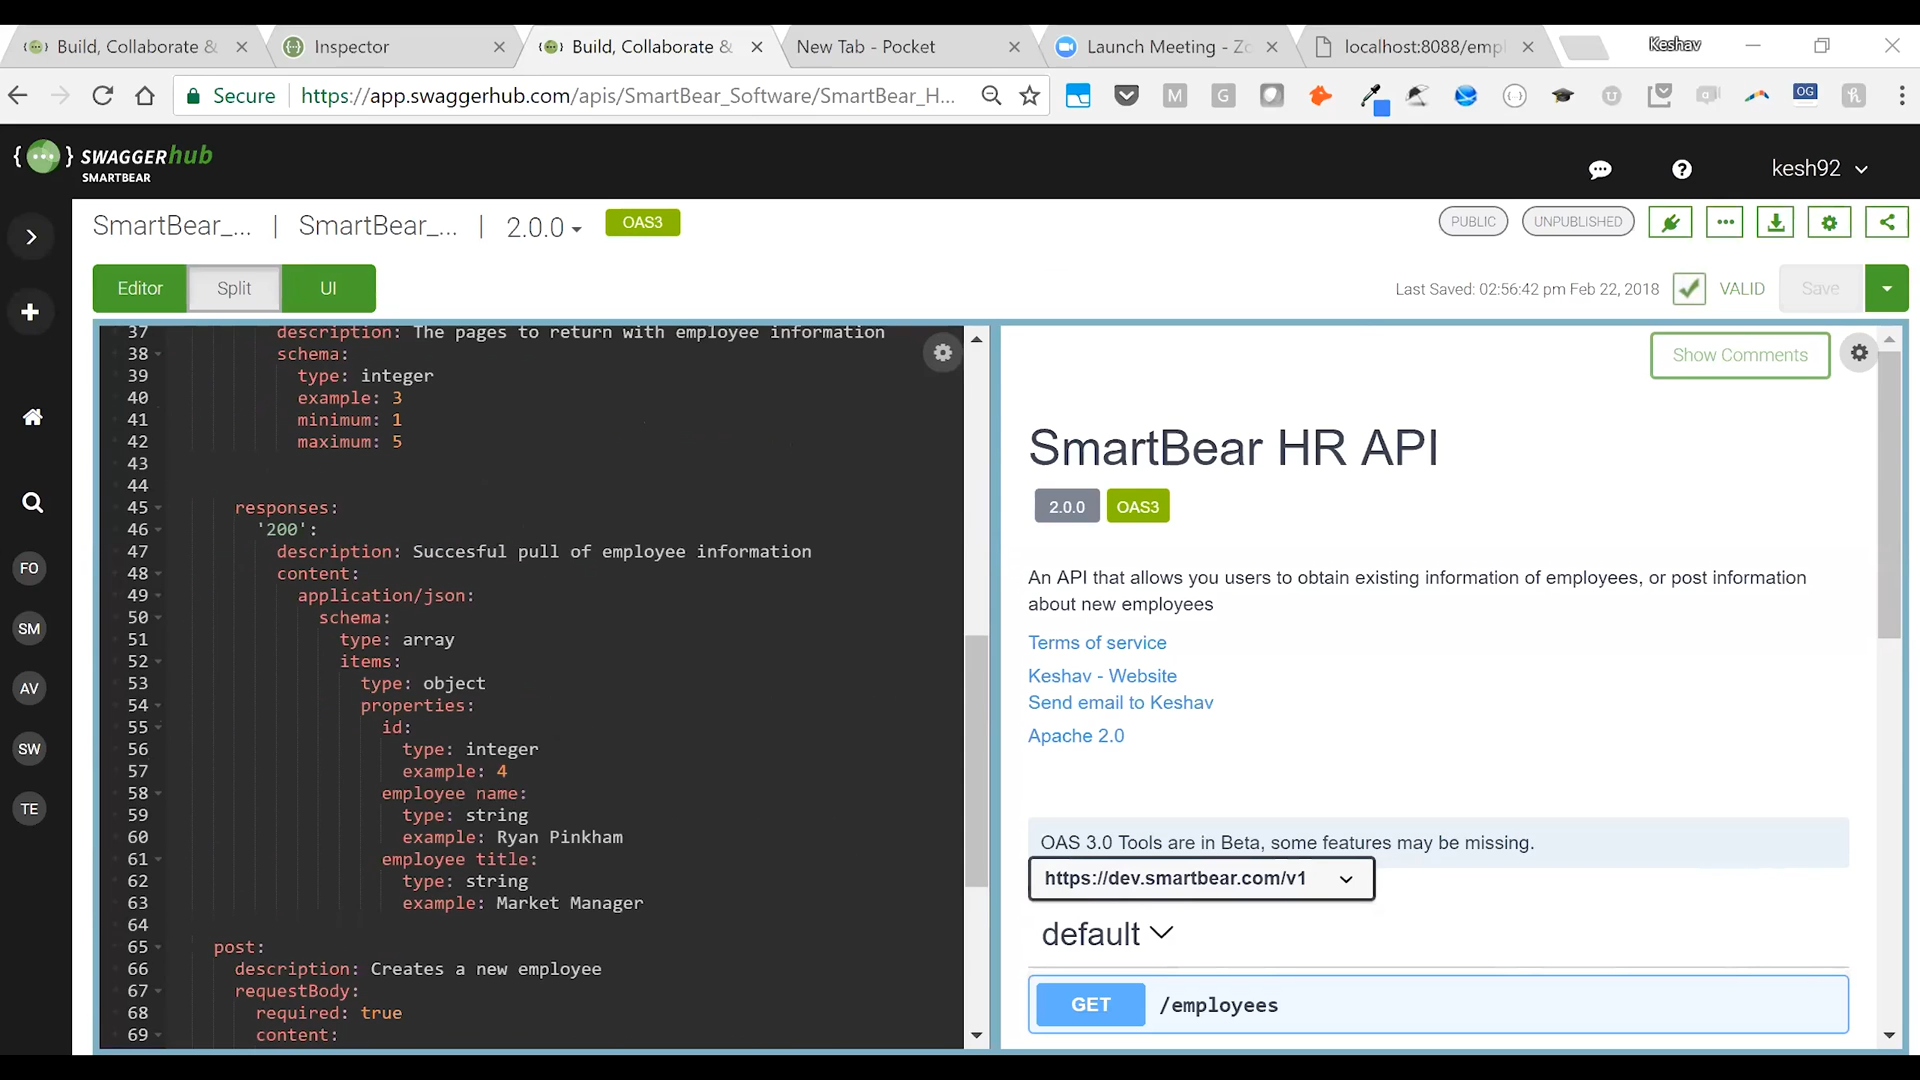 Build, Collaborate &
Inspector
Build, Collaborate &
New Tab - Pocket
Launch Meeting - Zo
localhost:8088/empl
Keshav
Secure
https://app.swaggerhub.com/apis/SmartBear_Software/SmartBear_H...
M
G
OG
SWAGGERhub
SMARTBEAR
kesh92
SmartBear_... | SmartBear_... | 2.0.0
OAS3
PUBLIC
UNPUBLISHED
Editor
Split
UI
Last Saved: 02:56:42 pm Feb 22, 2018
VALID
Save
FO
SM
AV
SW
TE
37 description: The pages to return with employee information
38 schema:
39 type: integer
40 example: 3
41 minimum: 1
42 maximum: 5
43
44
45 responses:
46 '200':
47 description: Succesful pull of employee information
48 content:
49 application/json:
50 schema:
51 type: array
52 items:
53 type: object
54 properties:
55 id:
56 type: integer
57 example: 4
58 employee name:
59 type: string
60 example: Ryan Pinkham
61 employee title:
62 type: string
63 example: Market Manager
64
65 post:
66 description: Creates a new employee
67 requestBody:
68 required: true
69 content:
Show Comments
SmartBear HR API
2.0.0
OAS3
An API that allows you users to obtain existing information of employees, or post information
about new employees
Terms of service
Keshav - Website
Send email to Keshav
Apache 2.0
OAS 3.0 Tools are in Beta, some features may be missing.
https://dev.smartbear.com/v1
default
GET /employees